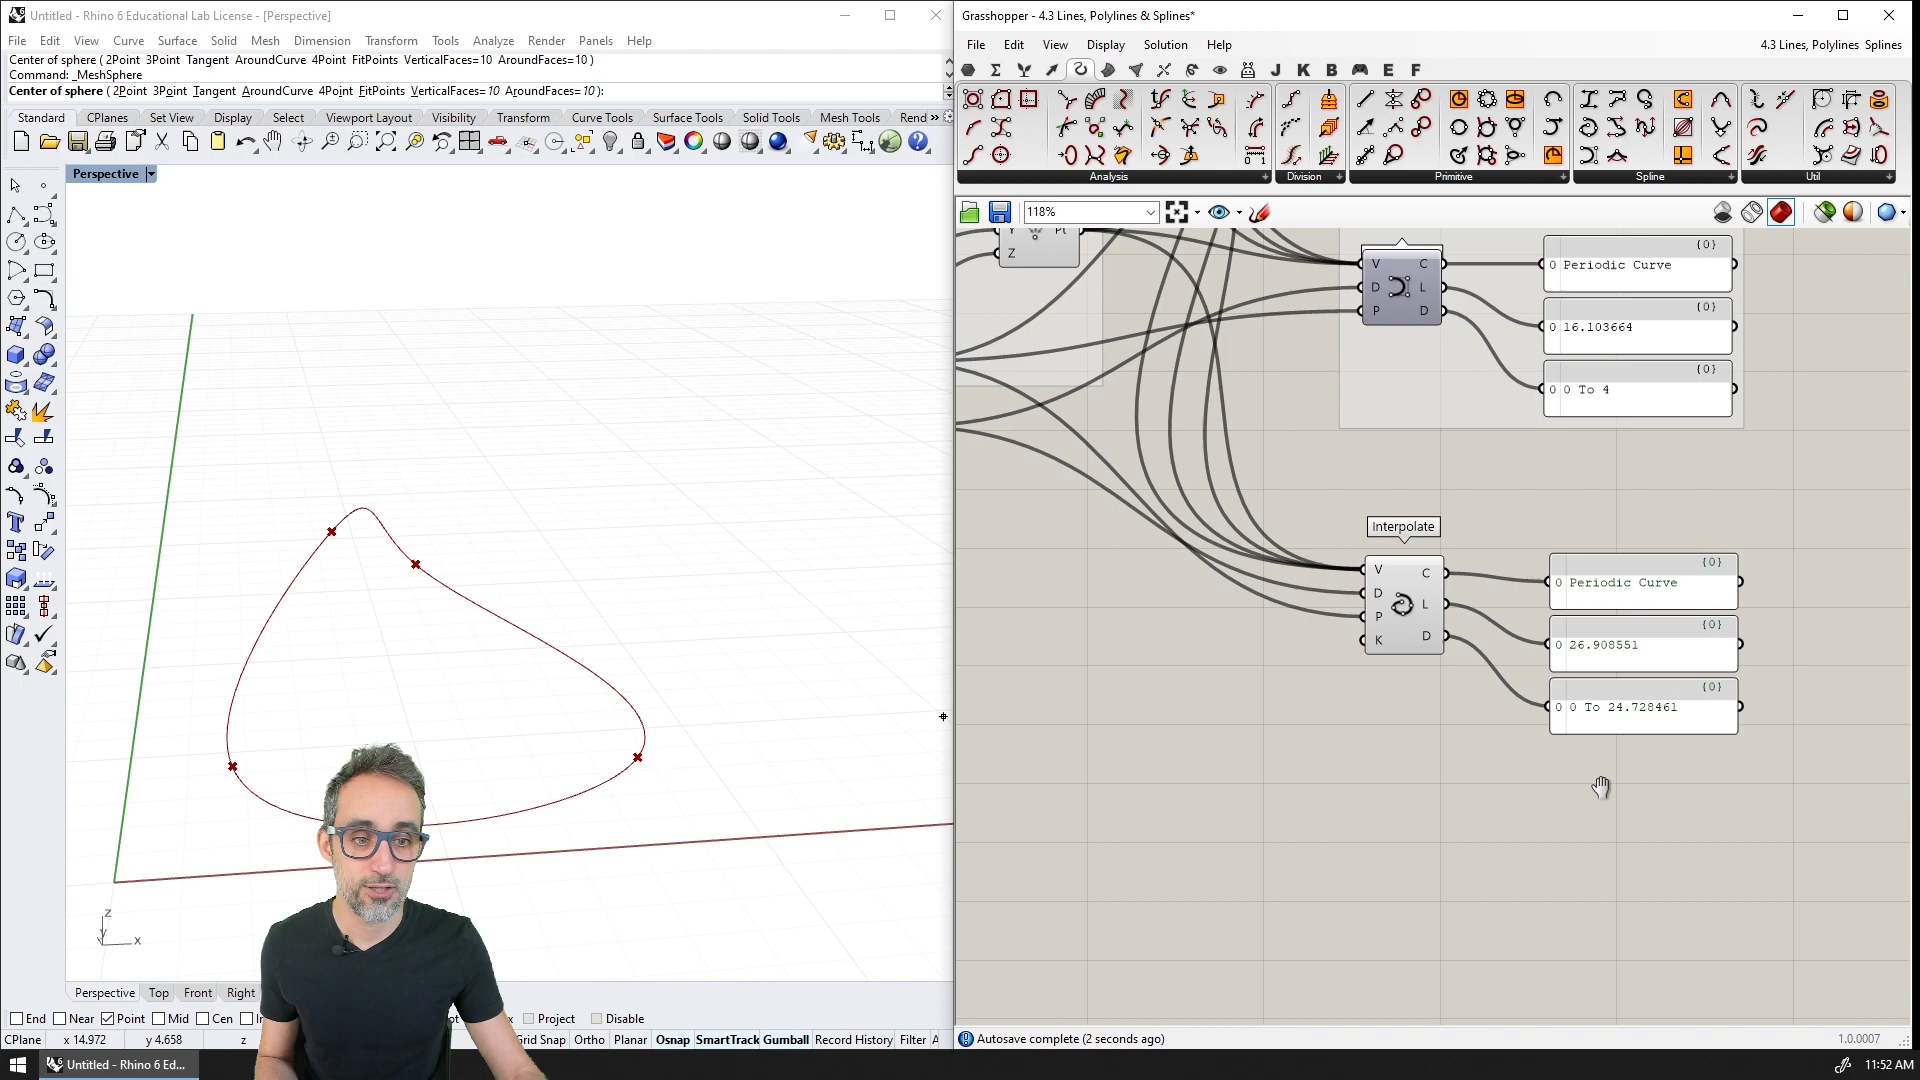 Untitled - Rhino 6 Educational Lab License - [Perspective]
File Edit View Curve Surface Solid Mesh Dimension Transform Tools Analyze Render Panels Help
Center of sphere ( 2Point 3Point Tangent AroundCurve 4Point FitPoints VerticalFaces=10 AroundFaces=10 )
Command: _MeshSphere
Center of sphere ( 2Point 3Point Tangent AroundCurve 4Point FitPoints VerticalFaces=10 AroundFaces=10 ):
Standard CPlanes Set View Display Select Viewport Layout Visibility Transform Curve Tools Surface Tools Solid Tools Mesh Tools Rend »
Perspective
z
y
x
Perspective Top Front Right
End Near Point Mid Cen Project Disable
CPlane x 14.972 y 4.658 z Grid Snap Ortho Planar Osnap SmartTrack Gumball Record History Filter A
Untitled - Rhino 6 Ed...
Grasshopper - 4.3 Lines, Polylines & Splines*
File Edit View Display Solution Help
4.3 Lines, Polylines Splines
J K B E F
Analysis Division Primitive Spline Util
118%
Y Pt
Z
V C
D L
P D
{0}
0 Periodic Curve
{0}
0 16.103664
{0}
0 0 To 4
Interpolate
V C
D L
P D
K
{0}
0 Periodic Curve
{0}
0 26.908551
{0}
0 0 To 24.728461
Autosave complete (2 seconds ago)
1.0.0007
11:52 AM